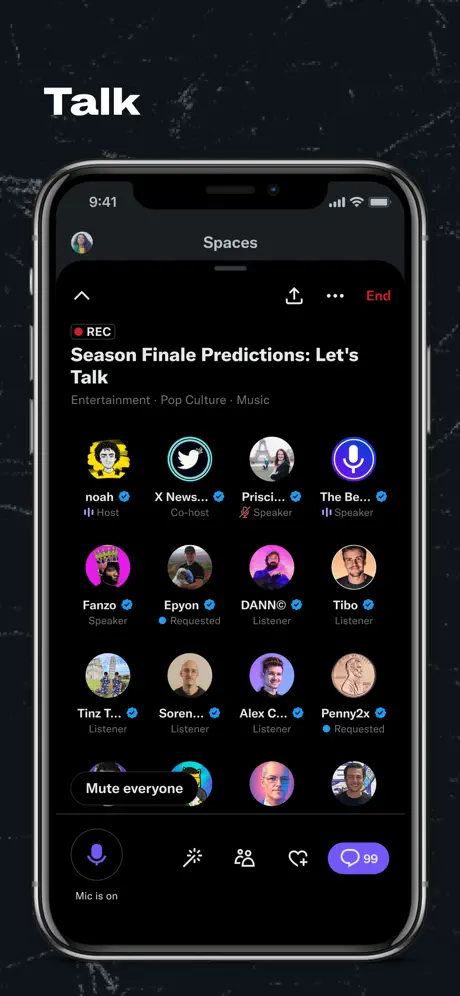 Talk
9:41
Spaces
End
REC
Season Finale Predictions: Let's
Talk
Entertainment · Pop Culture · Music
noah X News... Prisci... The Be...
Host Co-host Speaker Speaker
Fanzo Epyon DANN© Tibo
Speaker Requested Listener Listener
Tinz T... Soren... Alex C... Penny2x
Listener Listener Listener Requested
Mute everyone
99
Mic is on